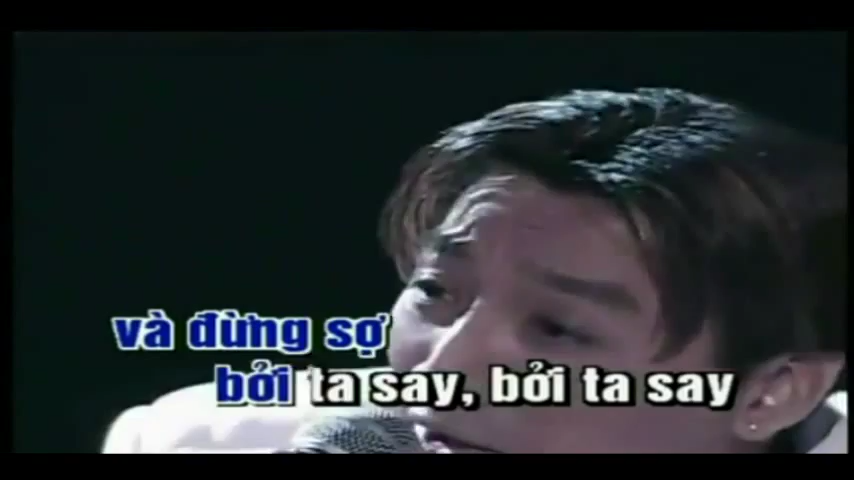 và đừng sợ
bởi ta say, bởi ta say